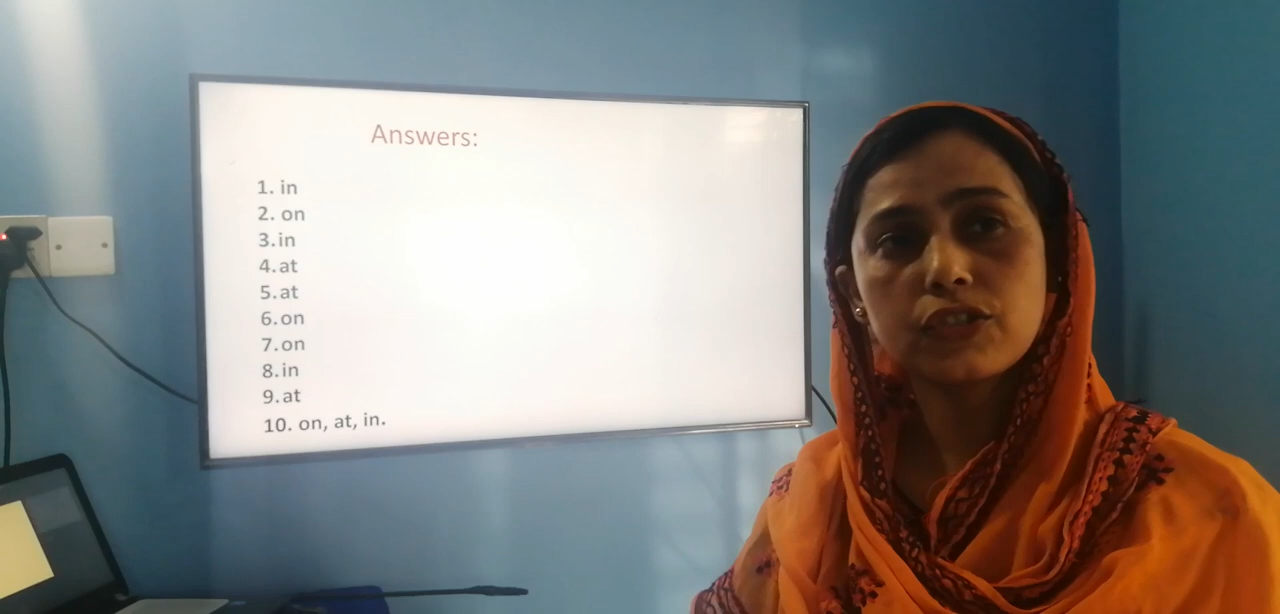 Answers:
1. in
2. on
3.in
4.at
5.at
6.on
7.on
8.in
9.at
10. on, at, in.